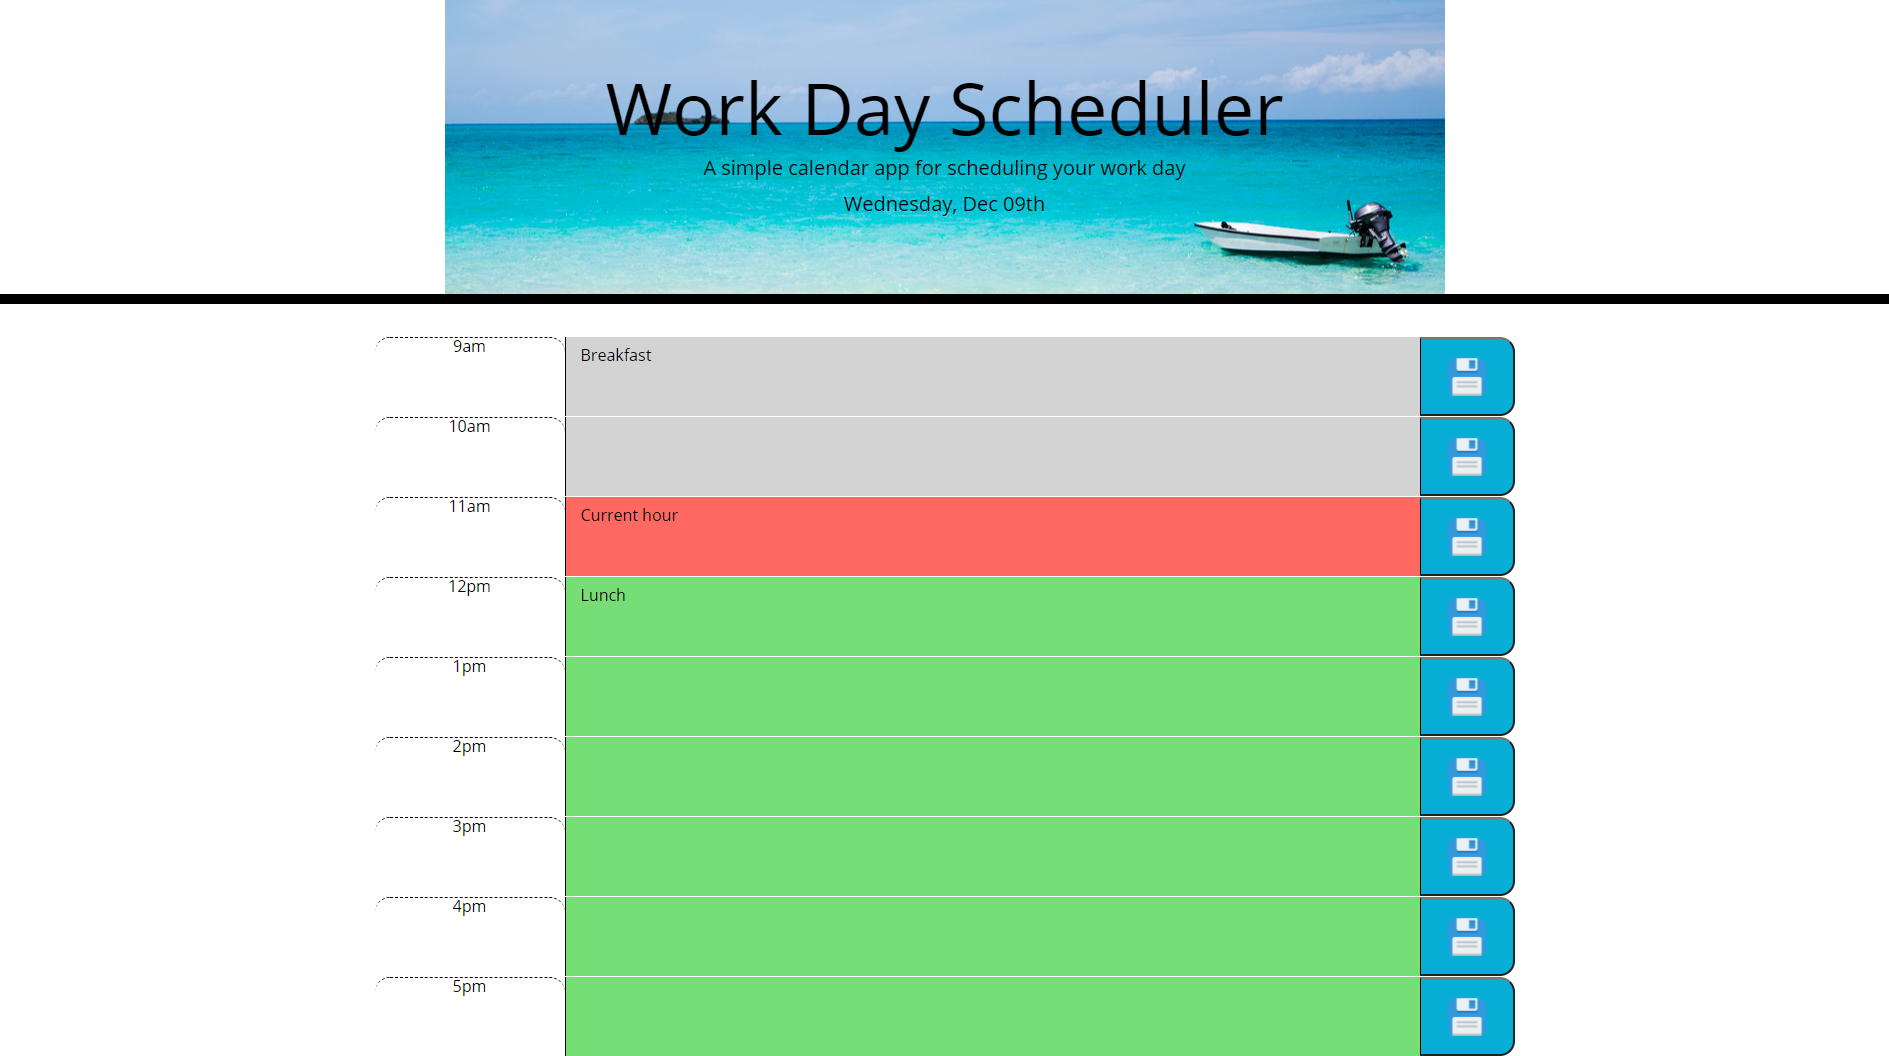 Work Day Scheduler
A simple calendar app for scheduling your work day
Wednesday, Dec 09th
9am
Breakfast
10am
11am
Current hour
12pm
Lunch
1pm
2pm
3pm
4pm
5pm